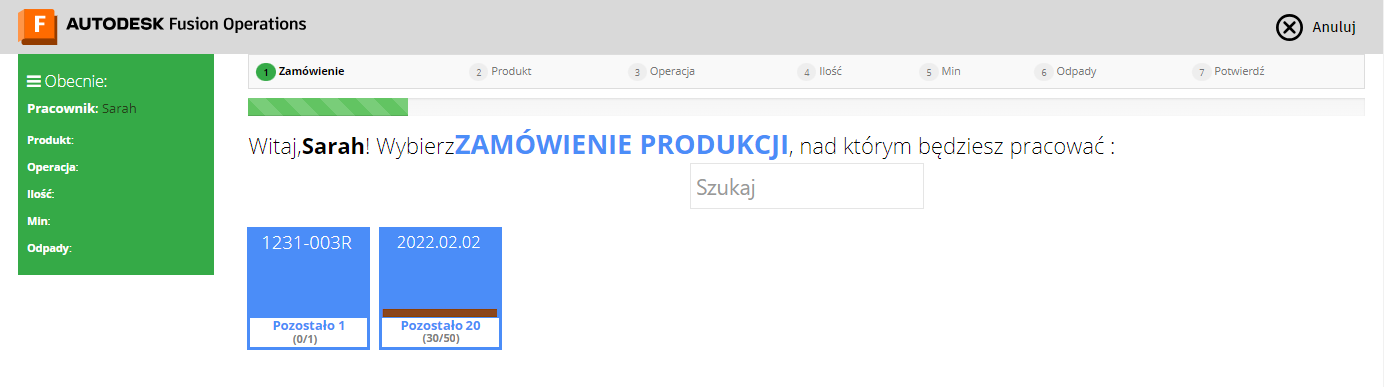 F AUTODESK Fusion Operations
Anuluj
Obecnie:
Pracownik: Sarah
Produkt:
Operacja:
Ilość:
Min:
Odpady:
1 Zamówienie 2 Produkt 3 Operacja 4 Ilość 5 Min 6 Odpady 7 Potwierdź
Witaj,Sarah! WybierzZAMÓWIENIE PRODUKCJI, nad którym będziesz pracować :
Szukaj
1231-003R
Pozostało 1
(0/1)
2022.02.02
Pozostało 20
(30/50)